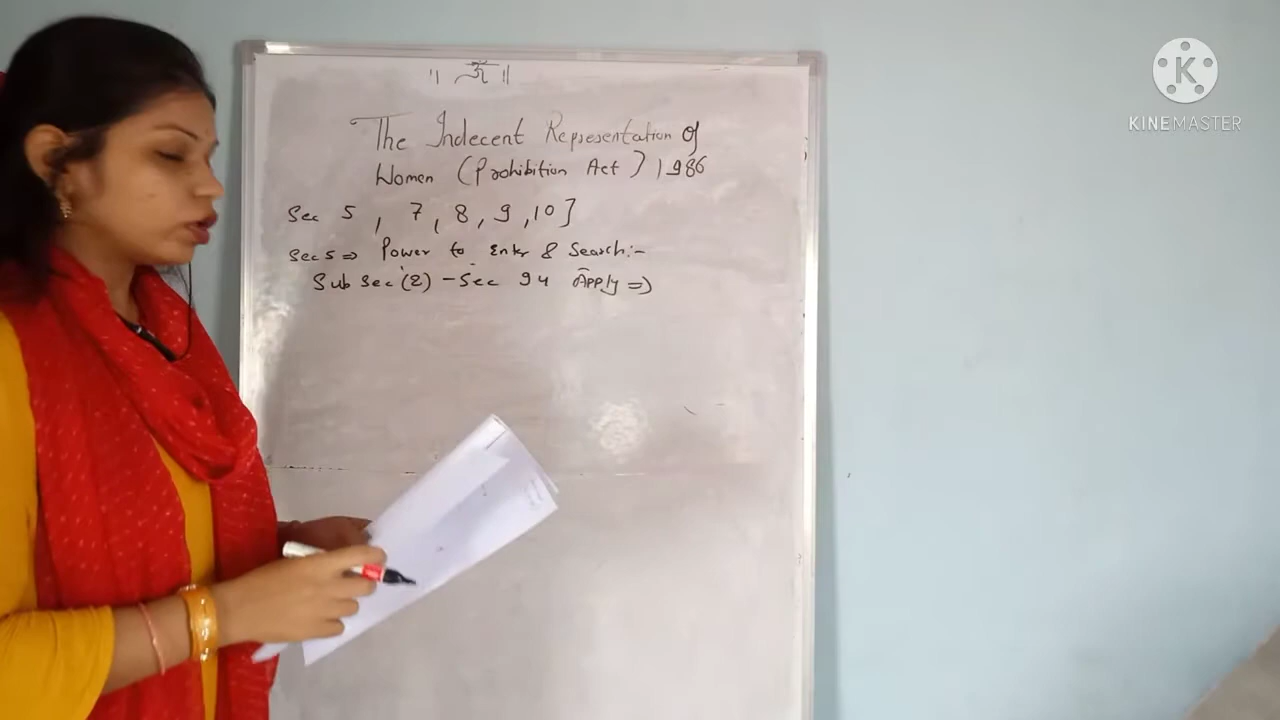 ॥ ॐ ॥
The Indecent Representation of
Women (Prohibition Act) 1986
Sec 5, 7, 8, 9, 10]
Sec 5 ⇒ Power to Enter & Search:-
Sub Sec (2) - Sec 94 Apply ⇒
K
KINEMASTER